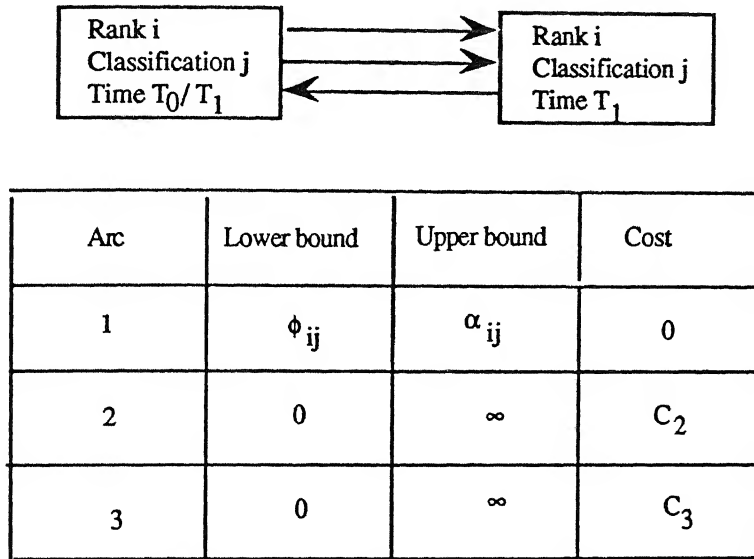 Rank i
Classification j
Time T0/ T1
Rank i
Classification j
Time T1
Arc Lower bound Upper bound Cost
1 ϕij αij 0
2 0 ∞ C2
3 0 ∞ C3